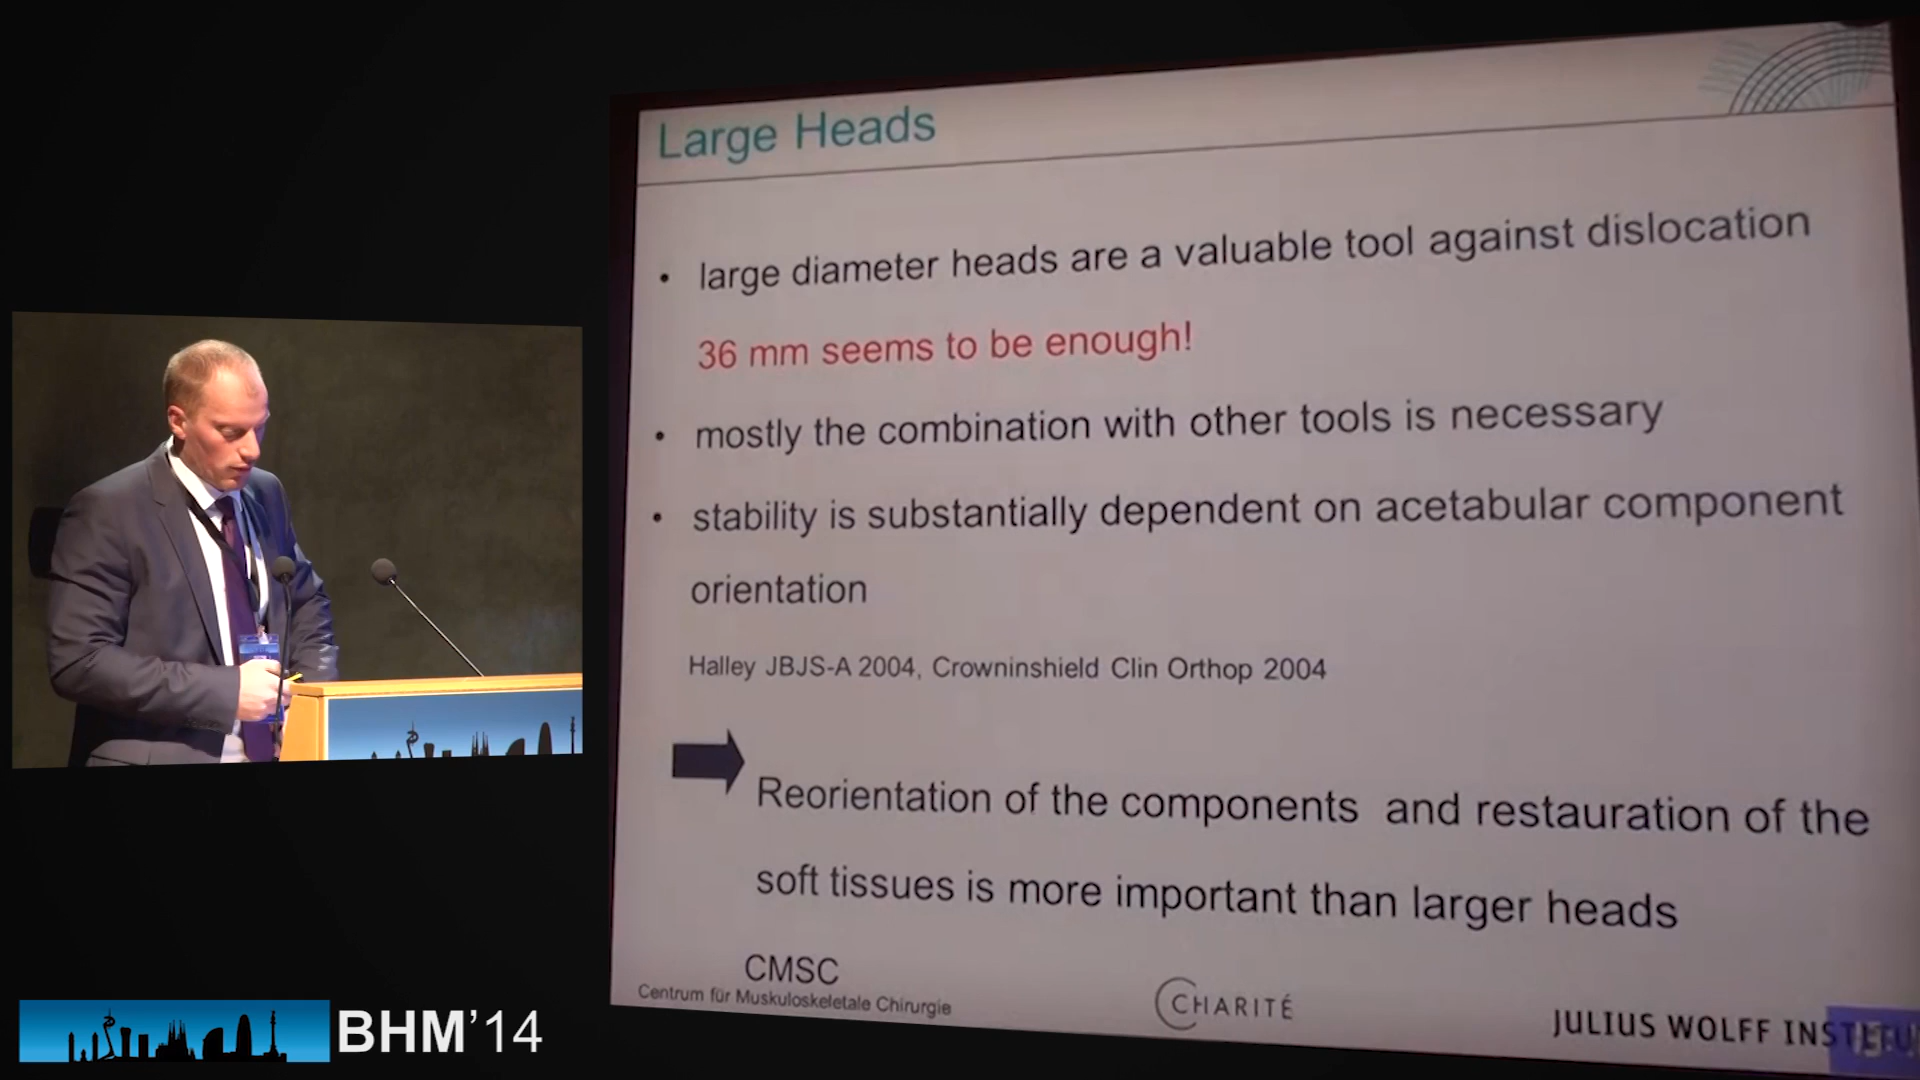 Large Heads
• large diameter heads are a valuable tool against dislocation
36 mm seems to be enough!
• mostly the combination with other tools is necessary
• stability is substantially dependent on acetabular component
orientation
Halley JBJS-A 2004, Crowninshield Clin Orthop 2004
Reorientation of the components and restauration of the
soft tissues is more important than larger heads
CMSC
Centrum für Muskuloskeletale Chirurgie
CHARITÉ
JULIUS WOLFF
BHM'14